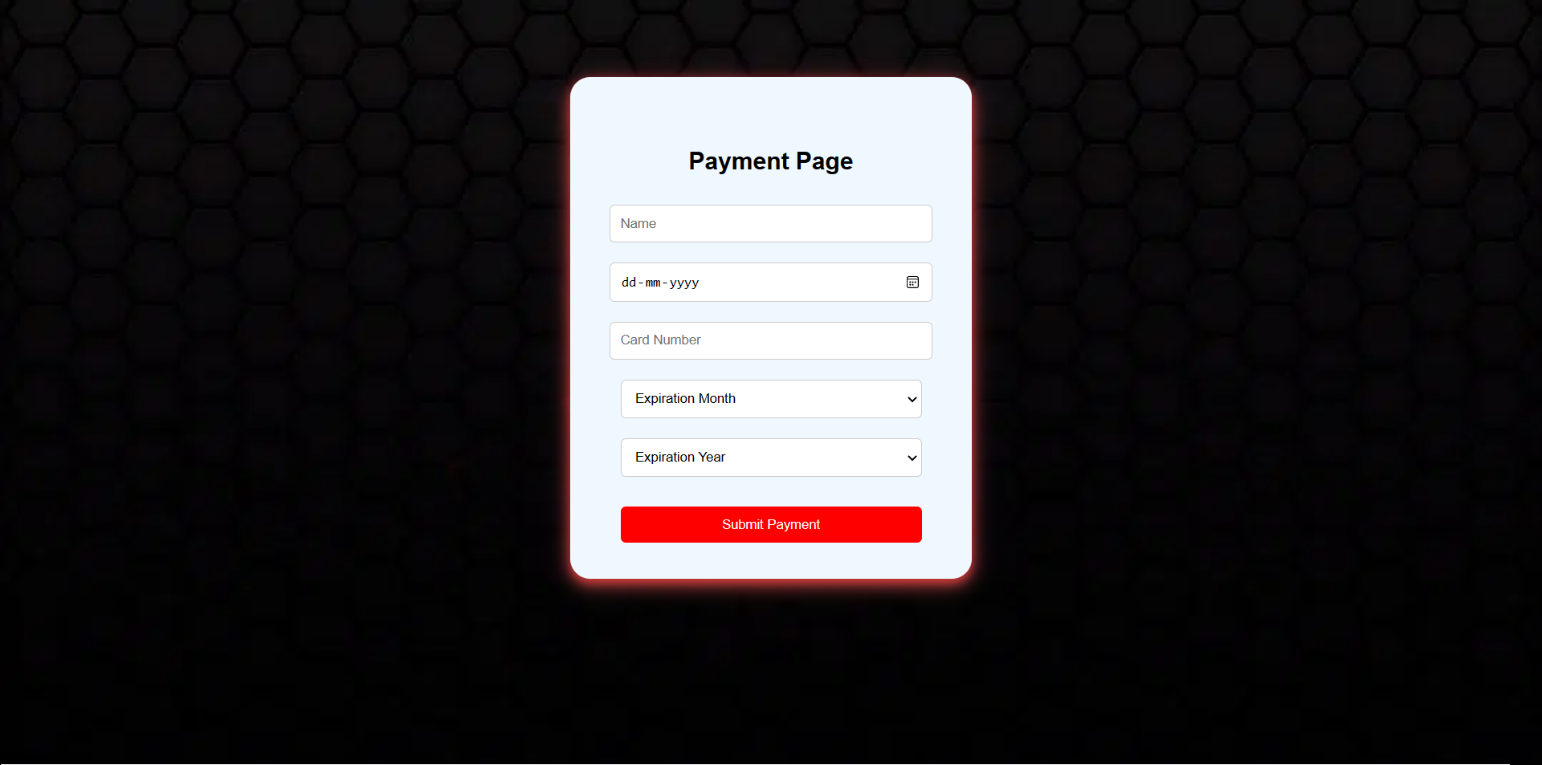 Payment Page
Name
dd-mm-yyyy
Card Number
Expiration Month
Expiration Year
Submit Payment